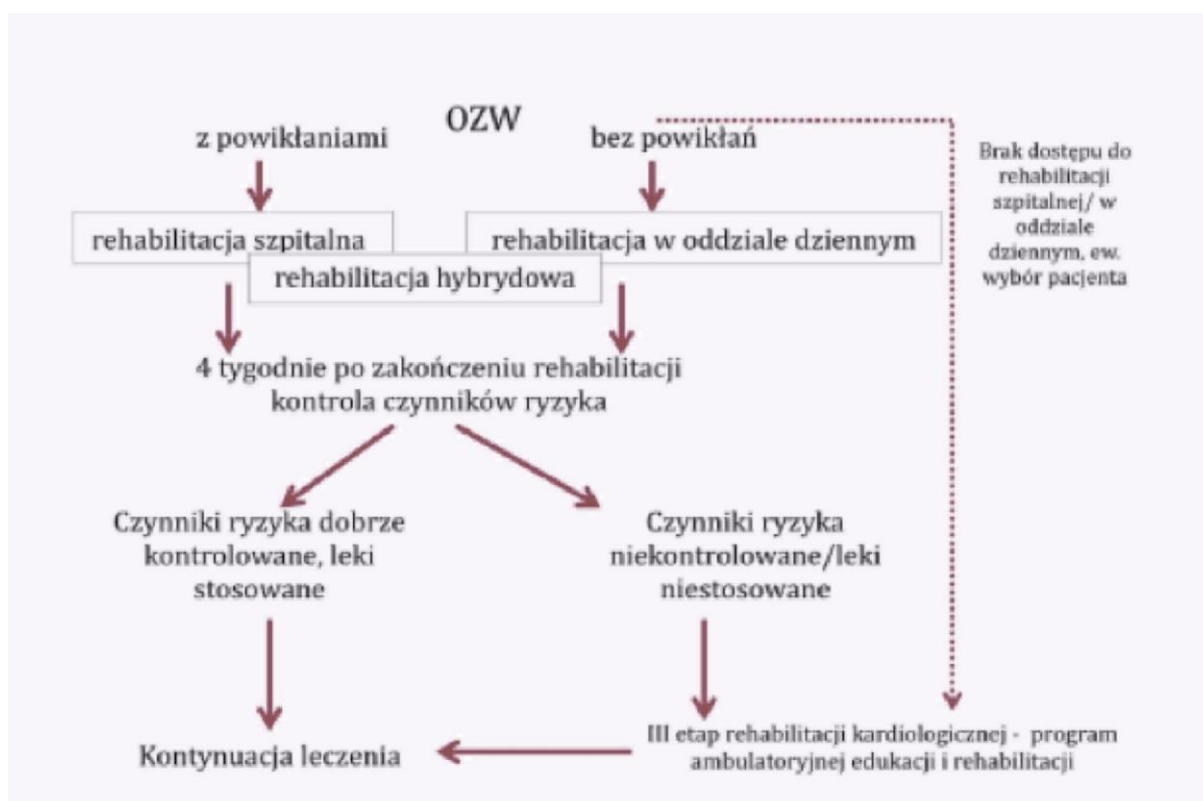 OZW
z powikłaniami
bez powikłań
Brak dostępu do
rehabilitacji
szpitalnej/ w
oddziale
dziennym, ew.
wybór pacjenta
rehabilitacja szpitalna
rehabilitacja w oddziale dziennym
rehabilitacja hybrydowa
4 tygodnie po zakończeniu rehabilitacji
kontrola czynników ryzyka
Czynniki ryzyka dobrze
kontrolowane, leki
stosowane
Czynniki ryzyka
niekontrolowane/leki
niestosowane
Kontynuacja leczenia
III etap rehabilitacji kardiologicznej - program
ambulatoryjnej edukacji i rehabilitacji